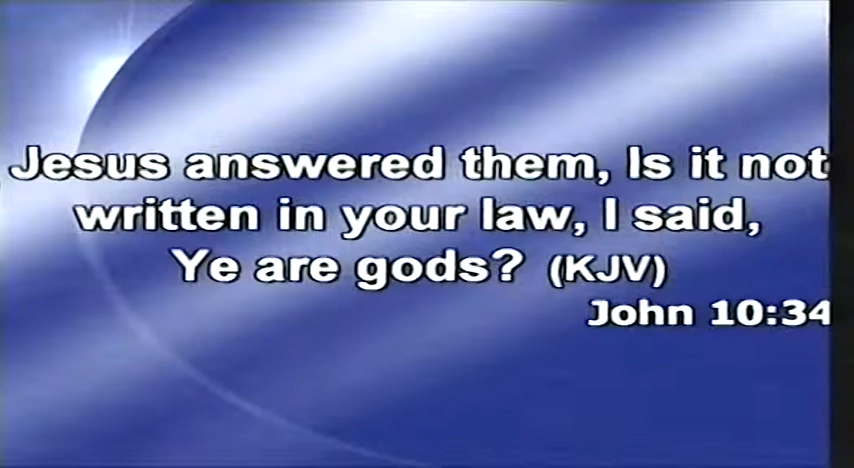 Jesus answered them, Is it not
written in your law, I said,
Ye are gods? (KJV)
John 10:34